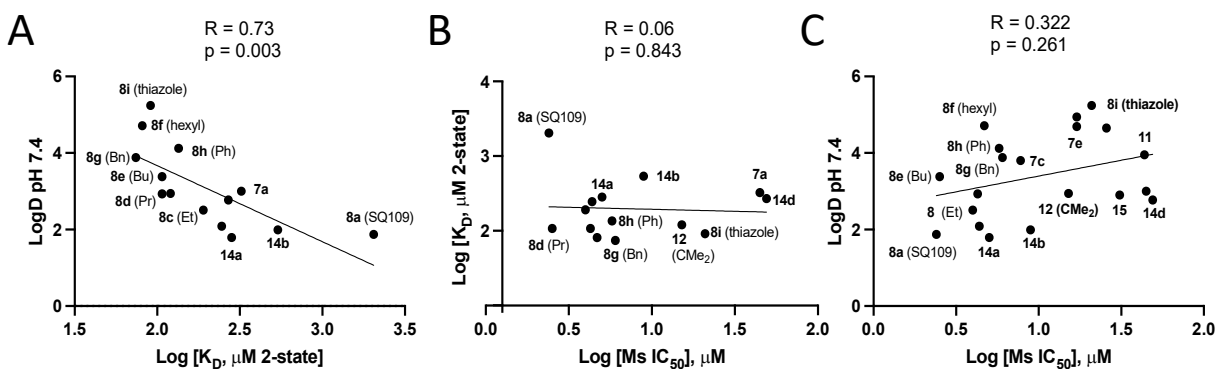 A
R = 0.73
p = 0.003
LogD pH 7.4
6
4
2
0
8i (thiazole)
8f (hexyl)
8h (Ph)
8g (Bn)
8e (Bu)
8d (Pr)
7a
8c (Et)
8a (SQ109)
14b
14a
1.5
2.0
2.5
3.0
3.5
Log [K_D, μM 2-state]
B
R = 0.06
p = 0.843
Log [K_D, μM 2-state]
4
3
2
1
8a (SQ109)
14a
14b
7a
14d
8h (Ph)
8d (Pr)
8g (Bn)
12
(CMe₂)
8i (thiazole)
0.0
0.5
1.0
1.5
2.0
Log [Ms IC₅₀], μM
C
R = 0.322
p = 0.261
LogD pH 7.4
6
4
2
0
8i (thiazole)
8f (hexyl)
7e
11
8h (Ph)
7c
8g (Bn)
8e (Bu)
8 (Et)
12 (CMe₂)
15
14d
8a (SQ109)
14a
14b
0.0
0.5
1.0
1.5
2.0
Log [Ms IC₅₀], μM